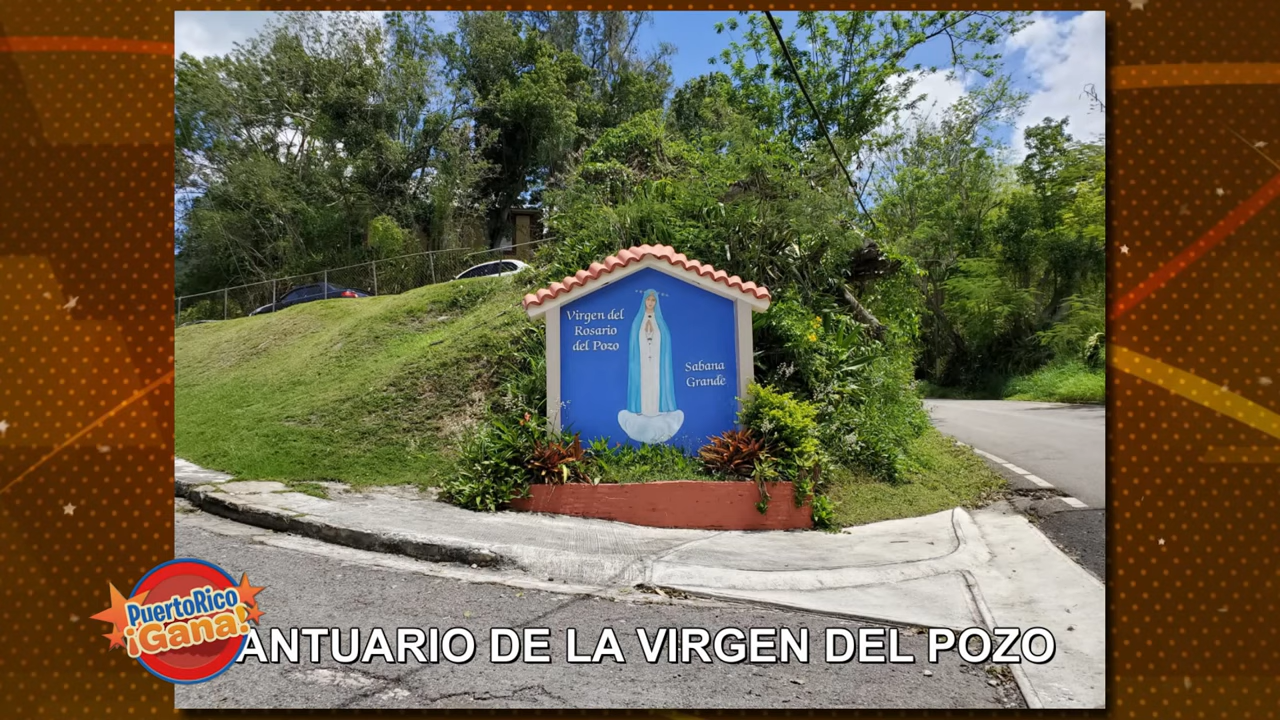 Virgen del
Rosario
del Pozo
Sabana
Grande
PuertoRico
¡Gana!
ANTUARIO DE LA VIRGEN DEL POZO